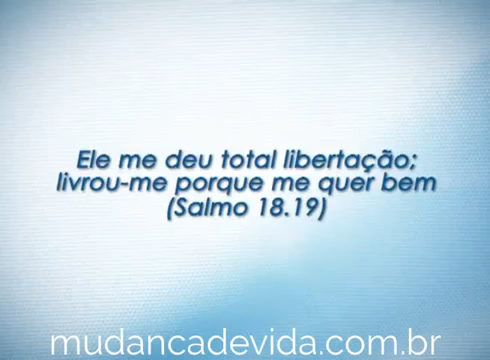 Ele me deu total libertação;
livrou-me porque me quer bem
(Salmo 18.19)
mudancadevida.com.br